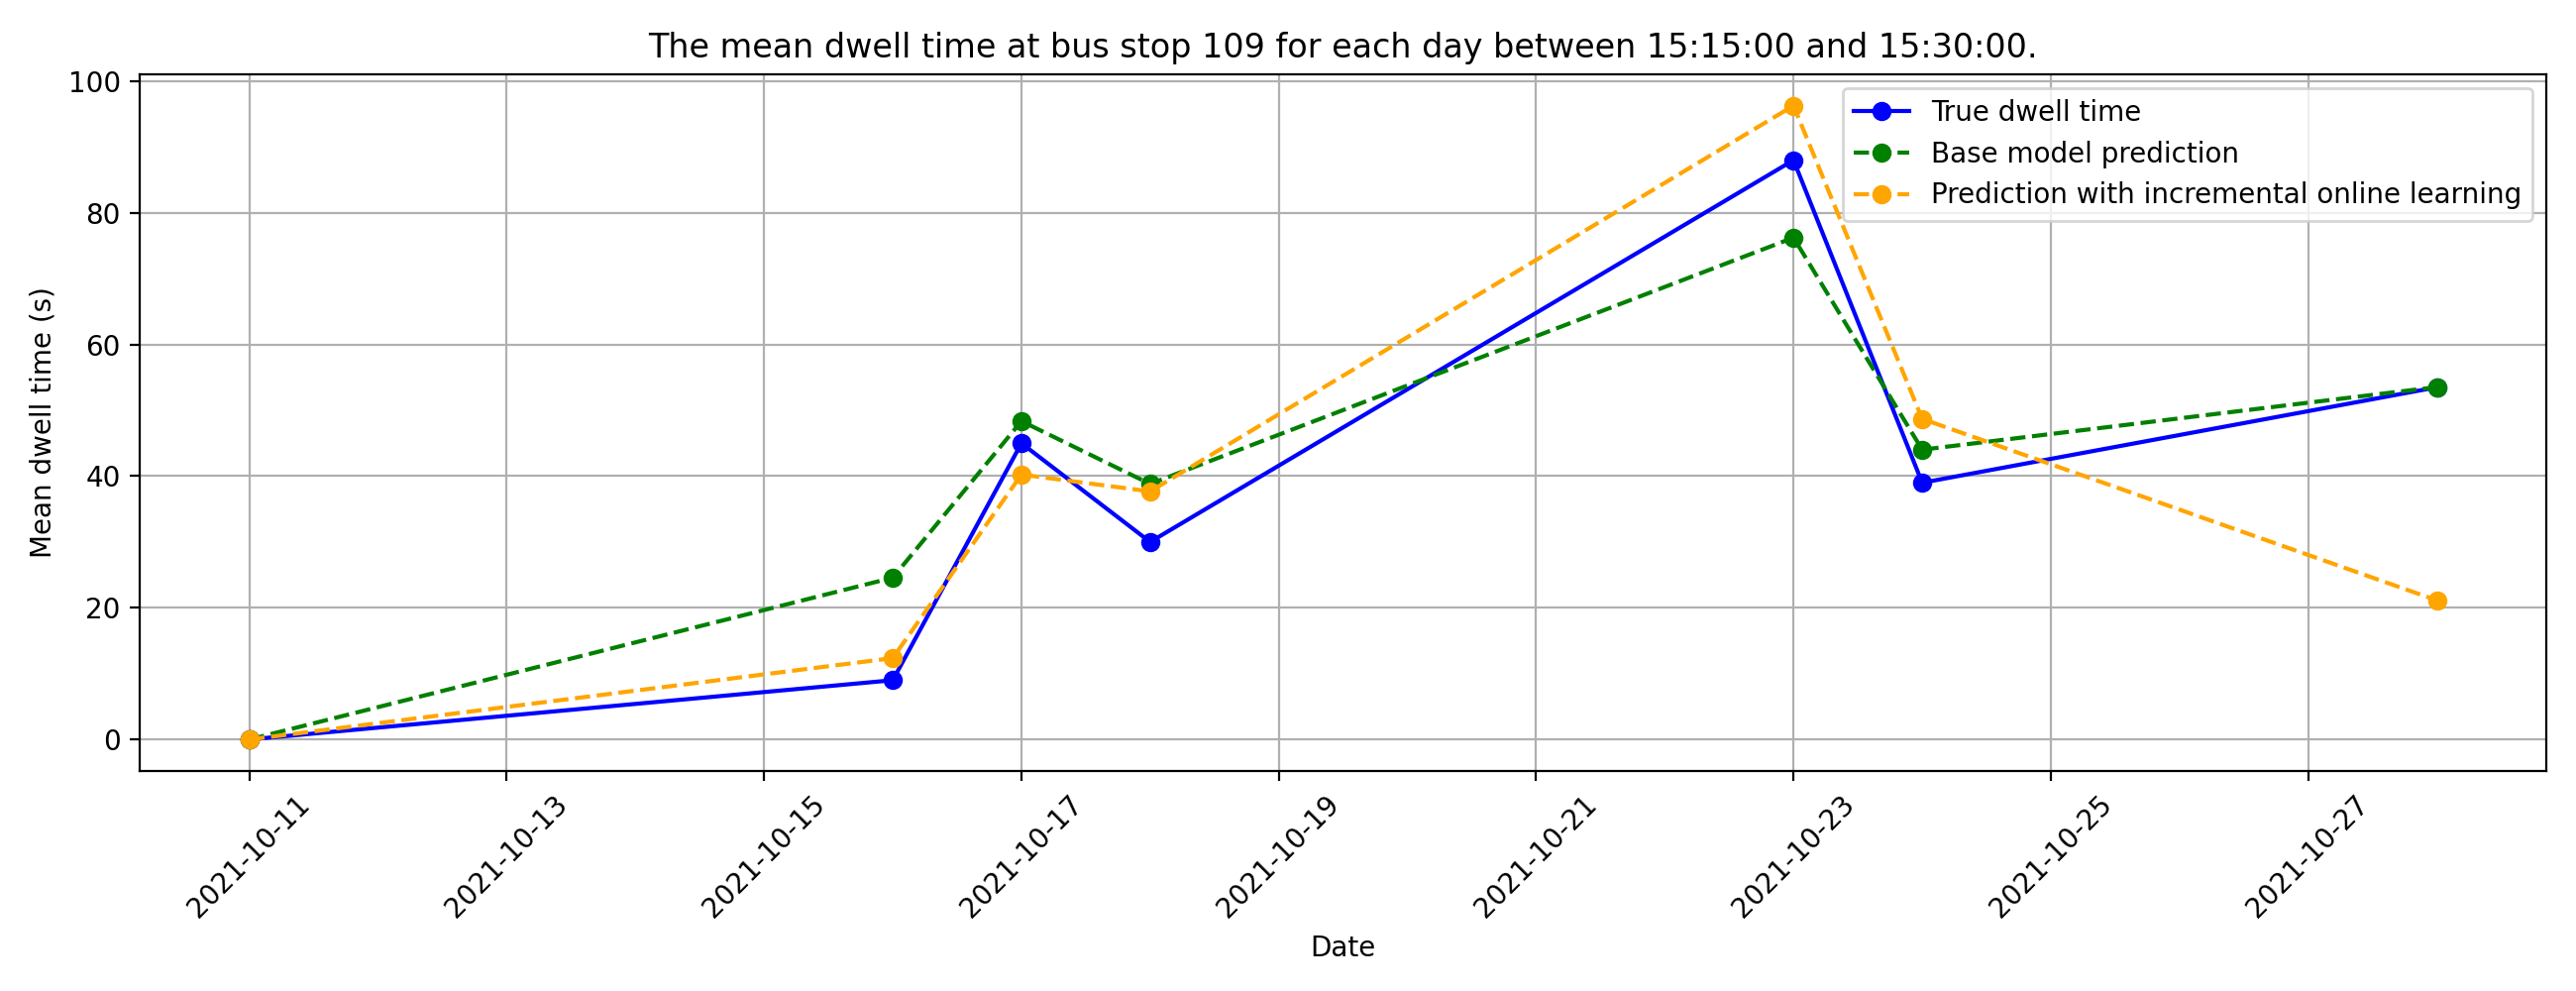 The mean dwell time at bus stop 109 for each day between 15:15:00 and 15:30:00.
100
80
60
40
20
0
Mean dwell time (s)
True dwell time
Base model prediction
Prediction with incremental online learning
2021-10-11
2021-10-13
2021-10-15
2021-10-17
2021-10-19
2021-10-21
2021-10-23
2021-10-25
2021-10-27
Date